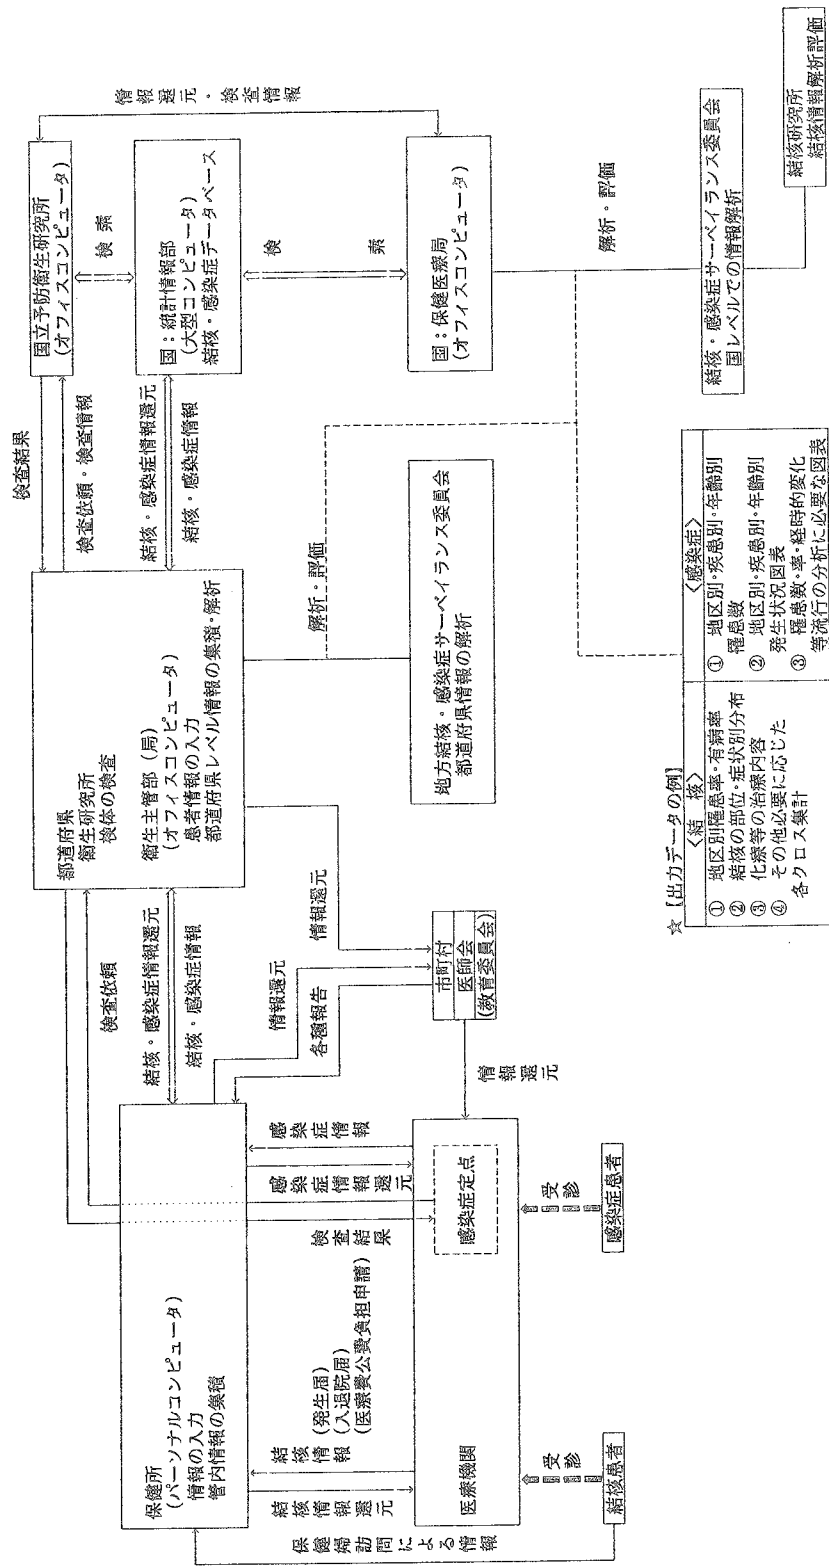 保健所
(パーソナルコンピュータ)
情報の入力
管内情報の集積
保健婦訪問による情報
結核情報還元
結核情報
(発生届)
(入退院届)
(医療費公費負担申請)
検査結果
感染症情報還元
感染症情報
医療機関
感染症定点
受診
結核患者
受診
感染症患者
検査依頼
結核・感染症情報還元
結核・感染症情報
情報還元
各種報告
情報還元
市町村
医師会
(教育委員会)
情報還元
都道府県
衛生研究所
検体の検査
衛生主管部(局)
(オフィスコンピュータ)
患者情報の入力
都道府県レベル情報の集積・解析
解析・評価
地方結核・感染症サーベイランス委員会
都道府県情報の解析
検査結果
検査依頼・検査情報
結核・感染症情報還元
結核・感染症情報
国立予防衛生研究所
(オフィスコンピュータ)
検索
国:統計情報部
(大型コンピュータ)
結核・感染症データベース
検索
国:保健医療局
(オフィスコンピュータ)
情報還元・検査情報
解析・評価
結核・感染症サーベイランス委員会
国レベルでの情報解析
結核研究所
結核情報解析評価
☆【出力データの例】
〈結 核〉
① 地区別罹患率・有病率
② 結核の部位・症状別分布
③ 化療等の治療内容
④ その他必要に応じた
各クロス集計
〈感染症〉
① 地区別・疾患別・年齢別
罹患数
② 地区別・疾患別・年齢別
発生状況図表
③ 罹患数・率・経時的変化
等流行の分析に必要な図表